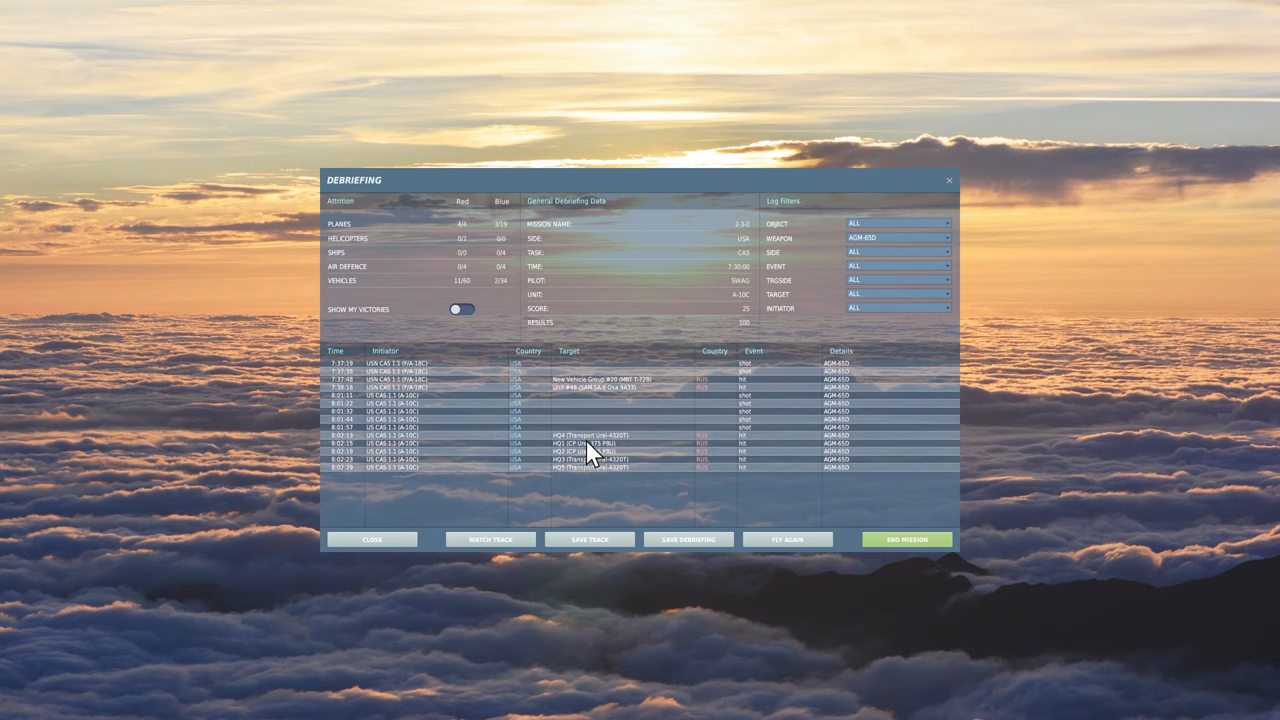 DEBRIEFING ×
Attrition Red Blue
PLANES 4/4 3/19
HELICOPTERS 0/2 0/0
SHIPS 0/0 0/4
AIR DEFENCE 0/4 0/4
VEHICLES 11/60 2/34
SHOW MY VICTORIES
General Debriefing Data
MISSION NAME: 2-3-0
SIDE: USA
TASK: CAS
TIME: 7:30:00
PILOT: SWAG
UNIT: A-10C
SCORE: 25
RESULTS 100
Log Filters
OBJECT ALL
WEAPON AGM-65D
SIDE ALL
EVENT ALL
TRGSIDE ALL
TARGET ALL
INITIATOR ALL
Time Initiator Country Target Country Event Details
7:37:19 USN CAS 1.1 (F/A-18C) USA shot AGM-65D
7:37:38 USN CAS 1.1 (F/A-18C) USA shot AGM-65D
7:37:48 USN CAS 1.1 (F/A-18C) USA New Vehicle Group #20 (MBT T-72B) RUS hit AGM-65D
7:38:18 USN CAS 1.1 (F/A-18C) USA Unit #48 (SAM SA-8 Osa 9A33) RUS hit AGM-65D
8:01:11 US CAS 1.1 (A-10C) USA shot AGM-65D
8:01:22 US CAS 1.1 (A-10C) USA shot AGM-65D
8:01:32 US CAS 1.1 (A-10C) USA shot AGM-65D
8:01:44 US CAS 1.1 (A-10C) USA shot AGM-65D
8:01:57 US CAS 1.1 (A-10C) USA shot AGM-65D
8:02:13 US CAS 1.1 (A-10C) USA HQ4 (Transport Ural-4320T) RUS hit AGM-65D
8:02:15 US CAS 1.1 (A-10C) USA HQ1 (CP 375 PBU) RUS hit AGM-65D
8:02:19 US CAS 1.1 (A-10C) USA HQ2 (CP PBU) RUS hit AGM-65D
8:02:23 US CAS 1.1 (A-10C) USA HQ3 (Transport Ural-4320T) RUS hit AGM-65D
8:02:29 US CAS 1.1 (A-10C) USA HQ5 (Transport Ural-4320T) RUS hit AGM-65D
CLOSE WATCH TRACK SAVE TRACK SAVE DEBRIEFING FLY AGAIN END MISSION